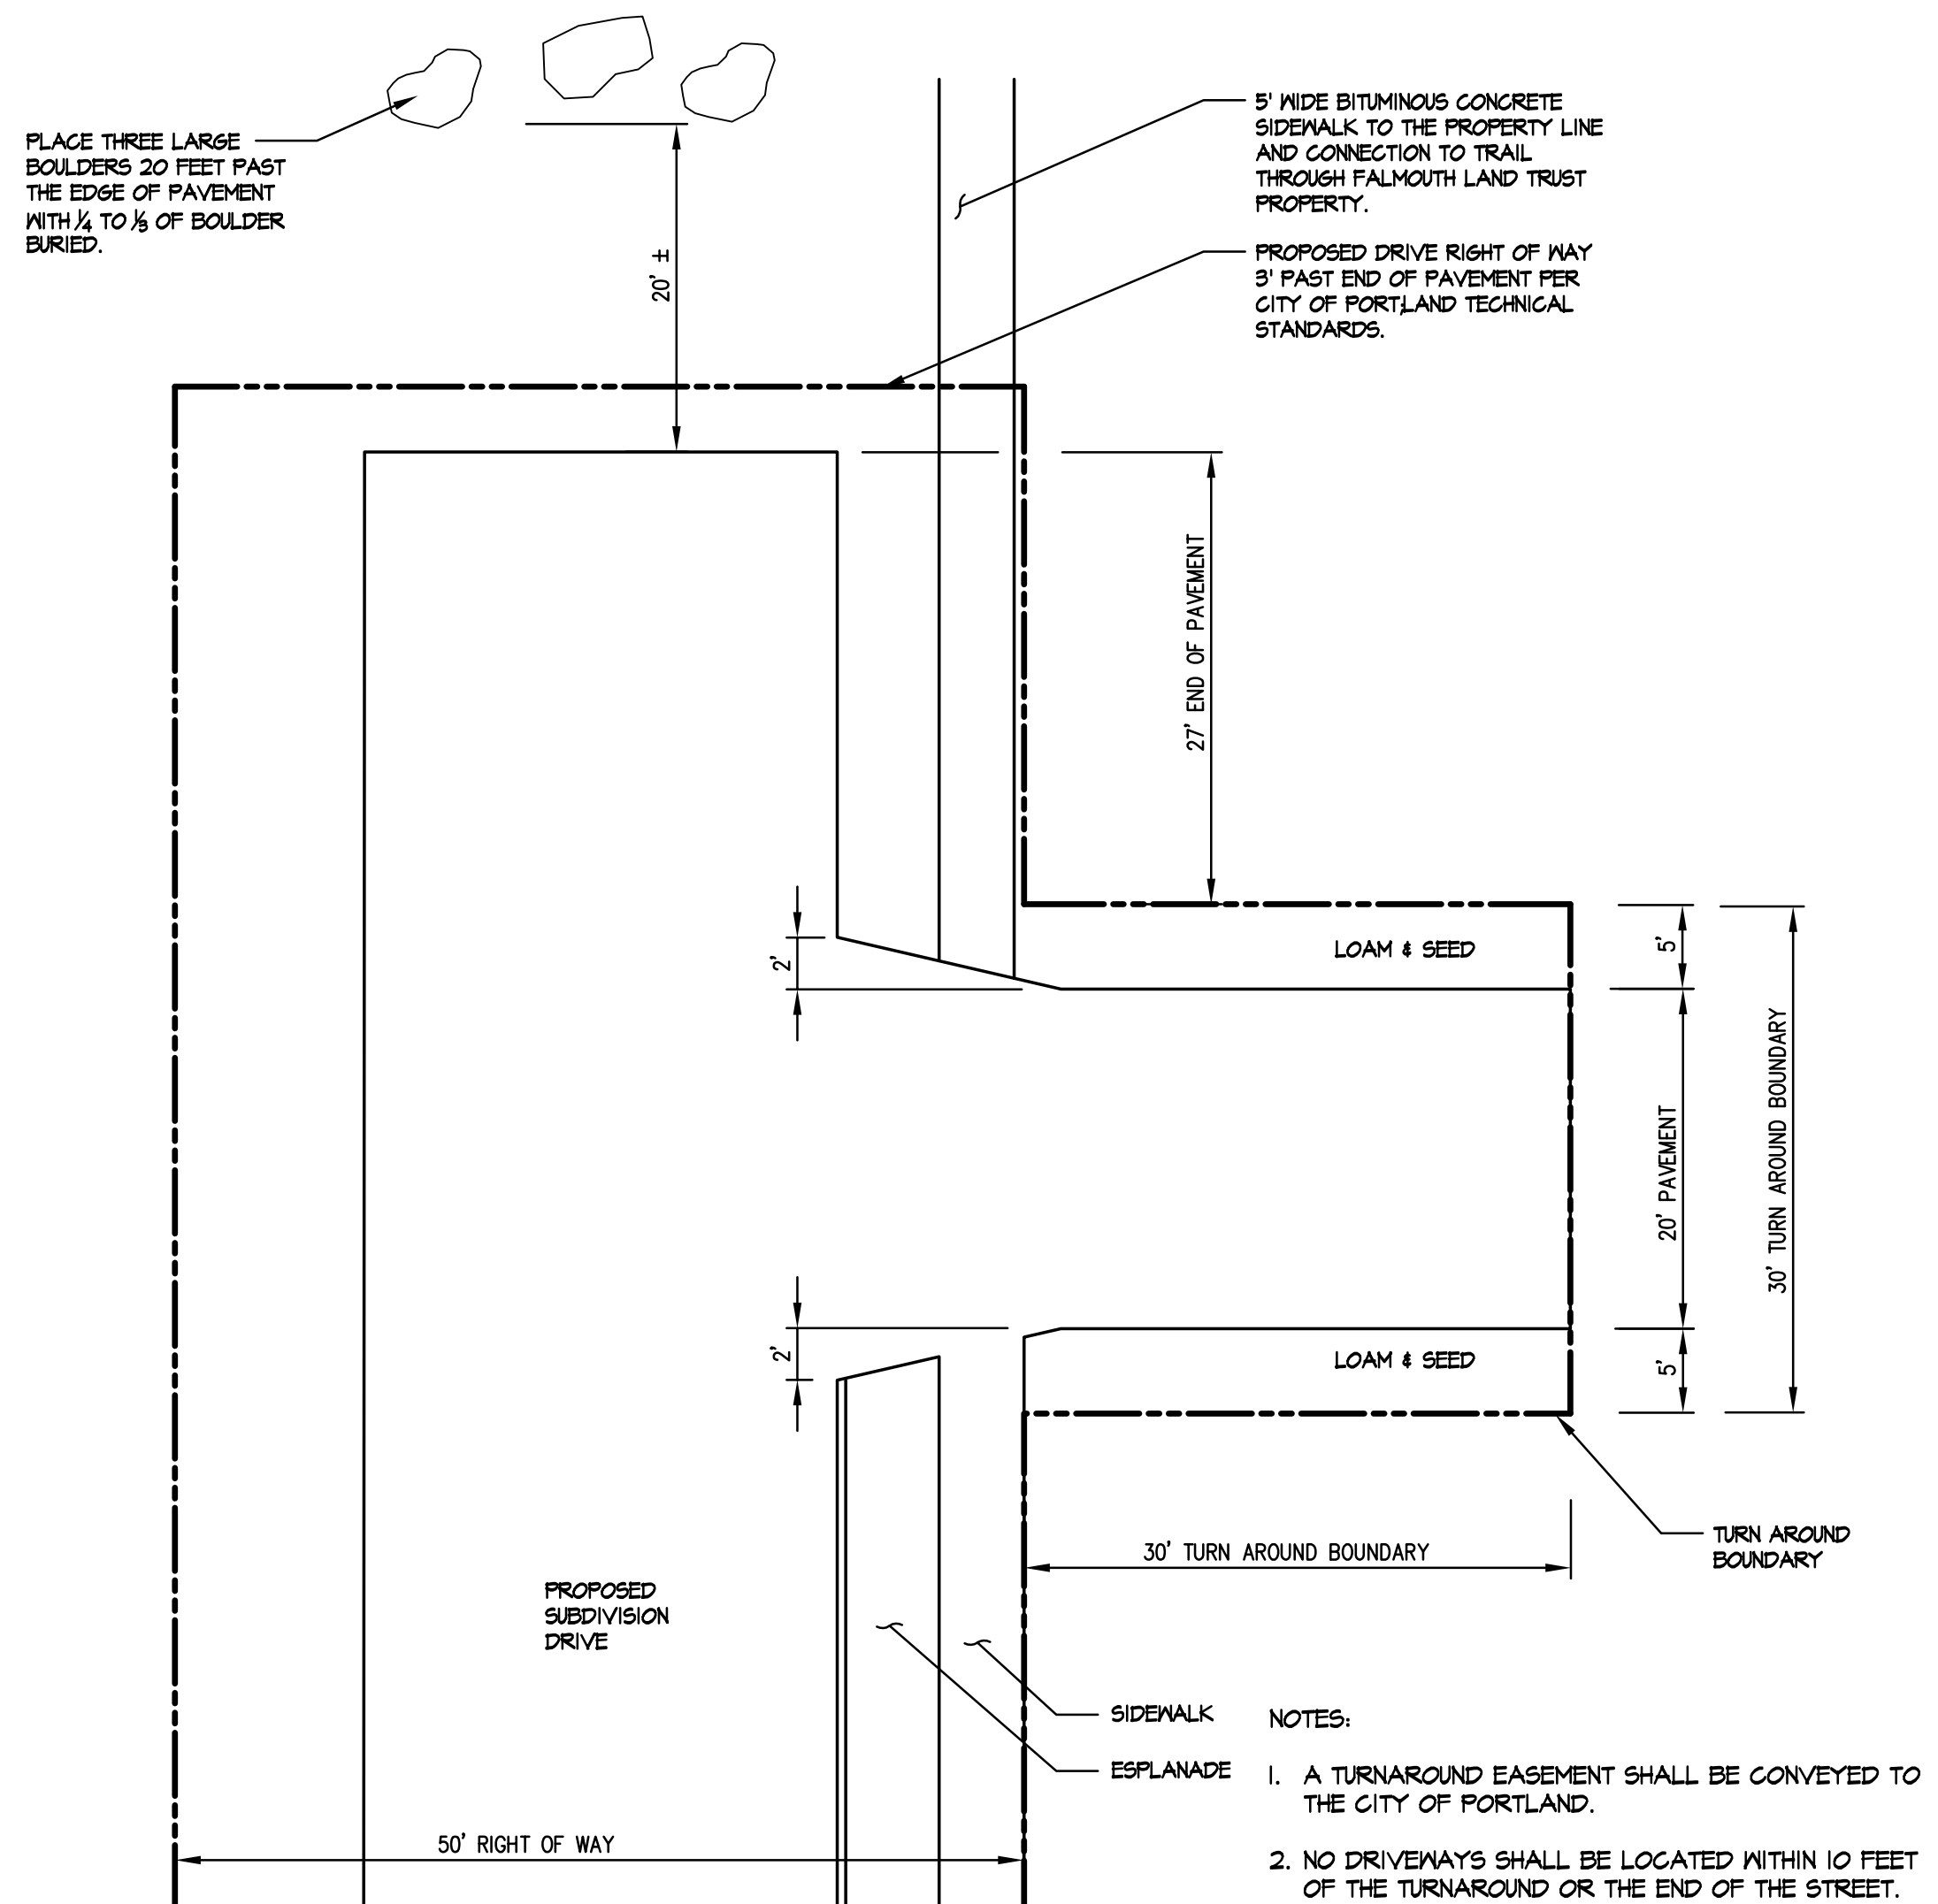 PLACE THREE LARGE
BOULDERS 20 FEET PAST
THE EDGE OF PAVEMENT
WITH ¼ TO ⅓ OF BOULDER
BURIED.
5' WIDE BITUMINOUS CONCRETE
SIDEWALK TO THE PROPERTY LINE
AND CONNECTION TO TRAIL
THROUGH FALMOUTH LAND TRUST
PROPERTY.
PROPOSED DRIVE RIGHT OF WAY
3' PAST END OF PAVEMENT PER
CITY OF PORT;LAND TECHNICAL
STANDARDS.
20' ±
27' END OF PAVEMENT
2'
LOAM & SEED
5'
20' PAVEMENT
30' TURN AROUND BOUNDARY
2'
LOAM & SEED
5'
30' TURN AROUND BOUNDARY
TURN AROUND
BOUNDARY
PROPOSED
SUBDIVISION
DRIVE
SIDEWALK
ESPLANADE
50' RIGHT OF WAY
NOTES:
1. A TURNAROUND EASEMENT SHALL BE CONVEYED TO
THE CITY OF PORTLAND.
2. NO DRIVEWAYS SHALL BE LOCATED WITHIN 10 FEET
OF THE TURNAROUND OR THE END OF THE STREET.